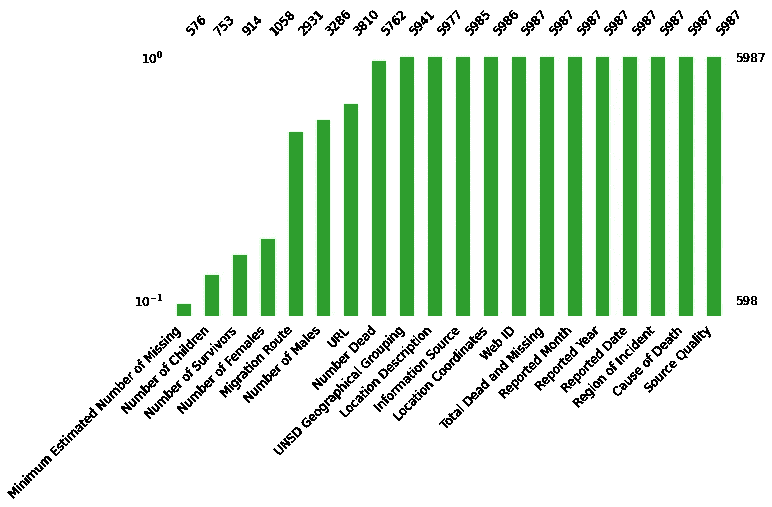 576
753
914
1058
2931
3286
3810
5762
5941
5977
5985
5986
5987
5987
5987
5987
5987
5987
5987
5987
10⁰
5987
10⁻¹
598
Minimum Estimated Number of Missing
Number of Children
Number of Survivors
Number of Females
Migration Route
Number of Males
URL
Number Dead
UNSD Geographical Grouping
Location Description
Information Source
Location Coordinates
Web ID
Total Dead and Missing
Reported Month
Reported Year
Reported Date
Region of Incident
Cause of Death
Source Quality